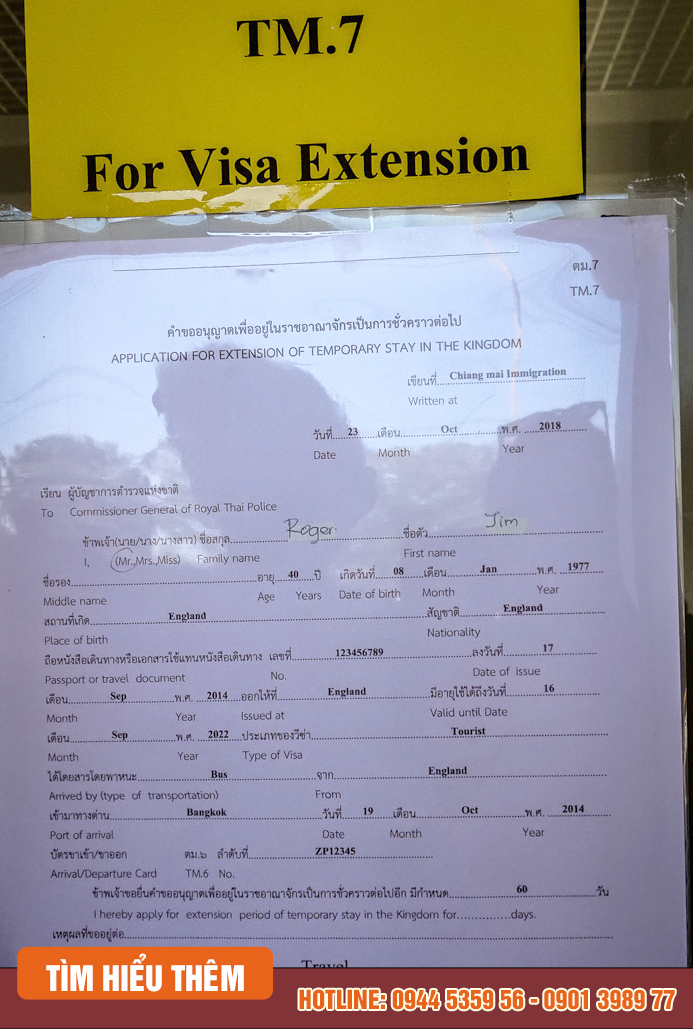 TM.7
For Visa Extension
ตม.7
TM.7
คำขออนุญาตเพื่ออยู่ในราชอาณาจักรเป็นการชั่วคราวต่อไป
APPLICATION FOR EXTENSION OF TEMPORARY STAY IN THE KINGDOM
เขียนที่ Chiang mai Immigration
Written at
วันที่ 23 เดือน Oct พ.ศ. 2018
Date Month Year
เรียน ผู้บัญชาการตำรวจแห่งชาติ
To Commissioner General of Royal Thai Police
ข้าพเจ้า(นาย/นาง/นางสาว) ชื่อสกุล Roger ชื่อตัว Jim
I, (Mr.,Mrs.,Miss) Family name First name
ชื่อรอง อายุ 40 ปี เกิดวันที่ 08 เดือน Jan พ.ศ. 1977
Middle name Age Years Date of birth Month Year
สถานที่เกิด England สัญชาติ England
Place of birth Nationality
ถือหนังสือเดินทางหรือเอกสารใช้แทนหนังสือเดินทาง เลขที่ 123456789 ลงวันที่ 17
Passport or travel document No. Date of issue
เดือน Sep พ.ศ. 2014 ออกให้ที่ England มีอายุใช้ได้ถึงวันที่ 16
Month Year Issued at Valid until Date
เดือน Sep พ.ศ. 2022 ประเภทของวีซ่า Tourist
Month Year Type of Visa
ได้โดยสารโดยพาหนะ Bus จาก England
Arrived by (type of transportation) From
เข้ามาทางด่าน Bangkok วันที่ 19 เดือน Oct พ.ศ. 2014
Port of arrival Date Month Year
บัตรขาเข้า/ขาออก ตม.๖ ลำดับที่ ZP12345
Arrival/Departure Card TM.6 No.
ข้าพเจ้าขอยื่นคำขออนุญาตเพื่ออยู่ในราชอาณาจักรเป็นการชั่วคราวต่อไปอีก มีกำหนด 60 วัน
I hereby apply for extension period of temporary stay in the Kingdom for..............days.
เหตุผลที่ขออยู่ต่อ
Travel
TÌM HIỂU THÊM
HOTLINE: 0944 5359 56 - 0901 3989 77